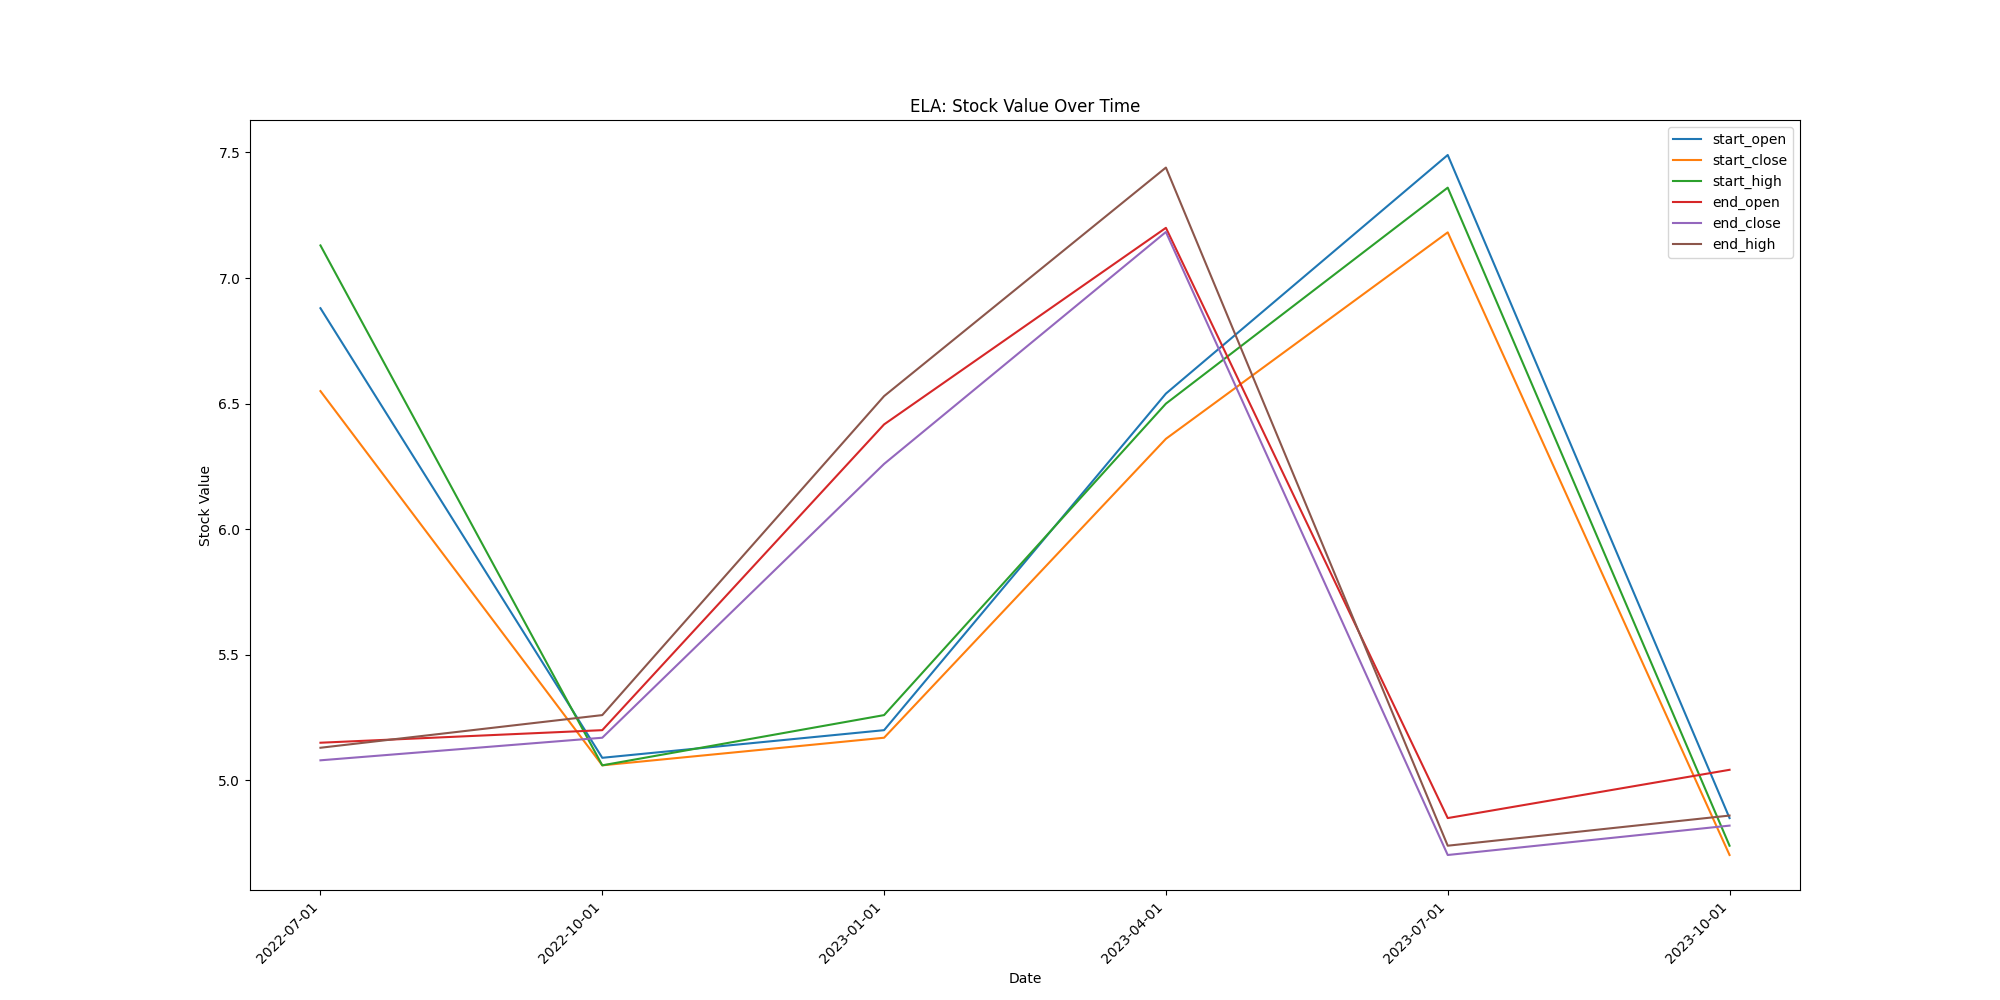 ELA: Stock Value Over Time
start_open
start_close
start_high
end_open
end_close
end_high
7.5
7.0
6.5
6.0
5.5
5.0
Stock Value
2022-07-01
2022-10-01
2023-01-01
2023-04-01
2023-07-01
2023-10-01
Date